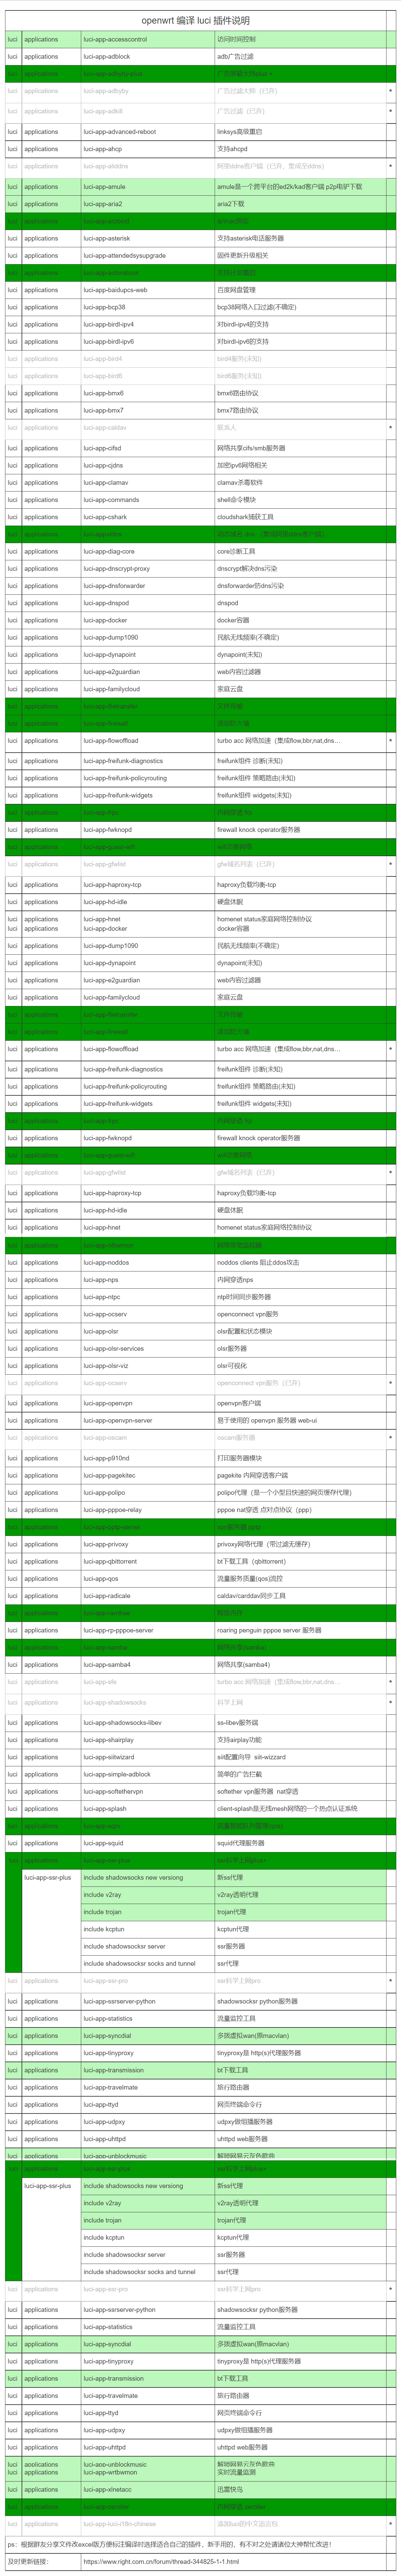 openwrt 编译 luci 插件说明
luci applications luci-app-accesscontrol 访问时间控制
luci applications luci-app-adblock adb广告过滤
luci applications luci-app-adbyby-plus 广告屏蔽大师plus +
luci applications luci-app-adbyby 广告过滤大师（已弃） *
luci applications luci-app-adkill 广告过滤（已弃） *
luci applications luci-app-advanced-reboot linksys高级重启
luci applications luci-app-ahcp 支持ahcpd
luci applications luci-app-aliddns 阿里ddns客户端（已弃，集成至ddns） *
luci applications luci-app-amule amule是一个跨平台的ed2k/kad客户端 p2p电驴下载
luci applications luci-app-aria2 aria2下载
luci applications luci-app-arpbind
luci applications luci-app-asterisk 支持asterisk电话服务器
luci applications luci-app-attendedsysupgrade 固件更新升级相关
luci applications luci-app-autoreboot 支持计划重启
luci applications luci-app-baidupcs-web 百度网盘管理
luci applications luci-app-bcp38 bcp38网络入口过滤(不确定)
luci applications luci-app-birdl-ipv4 对birdl-ipv4的支持
luci applications luci-app-birdl-ipv6 对birdl-ipv6的支持
luci applications luci-app-bird4 bird4服务(未知)
luci applications luci-app-bird6 bird6服务(未知)
luci applications luci-app-bmx6 bmx6路由协议
luci applications luci-app-bmx7 bmx7路由协议
luci applications luci-app-caldav 联系人 *
luci applications luci-app-cifsd 网络共享cifs/smb服务器
luci applications luci-app-cjdns 加密ipv6网络相关
luci applications luci-app-clamav clamav杀毒软件
luci applications luci-app-commands shell命令模块
luci applications luci-app-cshark cloudshark捕获工具
luci applications luci-app-ddns 动态域名 dns（集成阿里ddns客户端）
luci applications luci-app-diag-core core诊断工具
luci applications luci-app-dnscrypt-proxy dnscrypt解决dns污染
luci applications luci-app-dnsforwarder dnsforwarder防dns污染
luci applications luci-app-dnspod dnspod
luci applications luci-app-docker docker容器
luci applications luci-app-dump1090 民航无线频率(不确定)
luci applications luci-app-dynapoint dynapoint(未知)
luci applications luci-app-e2guardian web内容过滤器
luci applications luci-app-familycloud 家庭云盘
luci applications luci-app-filetransfer 文件传输
luci applications luci-app-firewall 添加防火墙
luci applications luci-app-flowoffload turbo acc 网络加速（集成flow,bbr,nat,dns... *
luci applications luci-app-freifunk-diagnostics freifunk组件 诊断(未知)
luci applications luci-app-freifunk-policyrouting freifunk组件 策略路由(未知)
luci applications luci-app-freifunk-widgets freifunk组件 widgets(未知)
luci applications luci-app-frpc 内网穿透 frp
luci applications luci-app-fwknopd firewall knock operator服务器
luci applications luci-app-guest-wifi wifi访客网络
luci applications luci-app-gfwlist gfw域名列表（已弃） *
luci applications luci-app-haproxy-tcp haproxy负载均衡-tcp
luci applications luci-app-hd-idle 硬盘休眠
luci applications luci-app-hnet homenet status家庭网络控制协议
luci applications luci-app-docker docker容器
luci applications luci-app-dump1090 民航无线频率(不确定)
luci applications luci-app-dynapoint dynapoint(未知)
luci applications luci-app-e2guardian web内容过滤器
luci applications luci-app-familycloud 家庭云盘
luci applications luci-app-filetransfer 文件传输
luci applications luci-app-firewall 添加防火墙
luci applications luci-app-flowoffload turbo acc 网络加速（集成flow,bbr,nat,dns... *
luci applications luci-app-freifunk-diagnostics freifunk组件 诊断(未知)
luci applications luci-app-freifunk-policyrouting freifunk组件 策略路由(未知)
luci applications luci-app-freifunk-widgets freifunk组件 widgets(未知)
luci applications luci-app-frpc 内网穿透 frp
luci applications luci-app-fwknopd firewall knock operator服务器
luci applications luci-app-guest-wifi wifi访客网络
luci applications luci-app-gfwlist gfw域名列表（已弃） *
luci applications luci-app-haproxy-tcp haproxy负载均衡-tcp
luci applications luci-app-hd-idle 硬盘休眠
luci applications luci-app-hnet homenet status家庭网络控制协议
luci applications luci-app-nlbwmon 网络带宽监视器
luci applications luci-app-noddos noddos clients 阻止ddos攻击
luci applications luci-app-nps 内网穿透nps
luci applications luci-app-ntpc ntp时间同步服务器
luci applications luci-app-ocserv openconnect vpn服务
luci applications luci-app-olsr olsr配置和状态模块
luci applications luci-app-olsr-services olsr服务器
luci applications luci-app-olsr-viz olsr可视化
luci applications luci-app-ocserv openconnect vpn服务（已弃） *
luci applications luci-app-openvpn openvpn客户端
luci applications luci-app-openvpn-server 易于使用的 openvpn 服务器 web-ui
luci applications luci-app-oscam oscam服务器 *
luci applications luci-app-p910nd 打印服务器模块
luci applications luci-app-pagekitec pagekite 内网穿透客户端
luci applications luci-app-polipo polipo代理（是一个小型且快速的网页缓存代理）
luci applications luci-app-pppoe-relay pppoe nat穿透 点对点协议（ppp）
luci applications luci-app-pptp-server vpn服务器 pptp
luci applications luci-app-privoxy privoxy网络代理（带过滤无缓存）
luci applications luci-app-qbittorrent bt下载工具（qbittorrent）
luci applications luci-app-qos 流量服务质量(qos)流控
luci applications luci-app-radicale caldav/carddav同步工具
luci applications luci-app-ramfree 释放内存
luci applications luci-app-rp-pppoe-server roaring penguin pppoe server 服务器
luci applications luci-app-samba 网络共享(samba)
luci applications luci-app-samba4 网络共享(samba4)
luci applications luci-app-sfe turbo acc 网络加速（集成flow,bbr,nat,dns... *
luci applications luci-app-shadowsocks 科学上网 *
luci applications luci-app-shadowsocks-libev ss-libev服务端
luci applications luci-app-shairplay 支持airplay功能
luci applications luci-app-siitwizard siit配置向导 siit-wizzard
luci applications luci-app-simple-adblock 简单的广告拦截
luci applications luci-app-softethervpn softether vpn服务器 nat穿透
luci applications luci-app-splash client-splash是无线mesh网络的一个热点认证系统
luci applications luci-app-sqm 流量智能队列管理(qos)
luci applications luci-app-squid squid代理服务器
luci applications luci-app-ssr-plus ssr科学上网plus+
luci-app-ssr-plus include shadowsocks new versiong 新ss代理
include v2ray v2ray透明代理
include trojan trojan代理
include kcptun kcptun代理
include shadowsocksr server ssr服务器
include shadowsocksr socks and tunnel ssr代理
luci applications luci-app-ssr-pro ssr科学上网pro *
luci applications luci-app-ssrserver-python shadowsocksr python服务器
luci applications luci-app-statistics 流量监控工具
luci applications luci-app-syncdial 多拨虚拟wan(原macvlan)
luci applications luci-app-tinyproxy tinyproxy是 http(s)代理服务器
luci applications luci-app-transmission bt下载工具
luci applications luci-app-travelmate 旅行路由器
luci applications luci-app-ttyd 网页终端命令行
luci applications luci-app-udpxy udpxy做组播服务器
luci applications luci-app-uhttpd uhttpd web服务器
luci applications luci-app-unblockmusic 解锁网易云灰色歌曲
luci applications luci-app-ssr-plus ssr科学上网plus+
luci-app-ssr-plus include shadowsocks new versiong 新ss代理
include v2ray v2ray透明代理
include trojan trojan代理
include kcptun kcptun代理
include shadowsocksr server ssr服务器
include shadowsocksr socks and tunnel ssr代理
luci applications luci-app-ssr-pro ssr科学上网pro *
luci applications luci-app-ssrserver-python shadowsocksr python服务器
luci applications luci-app-statistics 流量监控工具
luci applications luci-app-syncdial 多拨虚拟wan(原macvlan)
luci applications luci-app-tinyproxy tinyproxy是 http(s)代理服务器
luci applications luci-app-transmission bt下载工具
luci applications luci-app-travelmate 旅行路由器
luci applications luci-app-ttyd 网页终端命令行
luci applications luci-app-udpxy udpxy做组播服务器
luci applications luci-app-uhttpd uhttpd web服务器
luci applications luci-app-unblockmusic 解锁网易云灰色歌曲
luci applications luci-app-wrtbwmon 实时流量监测
luci applications luci-app-xlnetacc 迅雷快鸟
luci applications luci-app-zerotier 内网穿透 zerotier
luci applications luci-app-luci-i18n-chinese 添加luci的中文语言包 *
ps：根据群友分享文件改excel版方便标注编译时选择适合自己的插件，新手用的，有不对之处请诸位大神帮忙改进！
及时更新链接： https://www.right.com.cn/forum/thread-344825-1-1.html